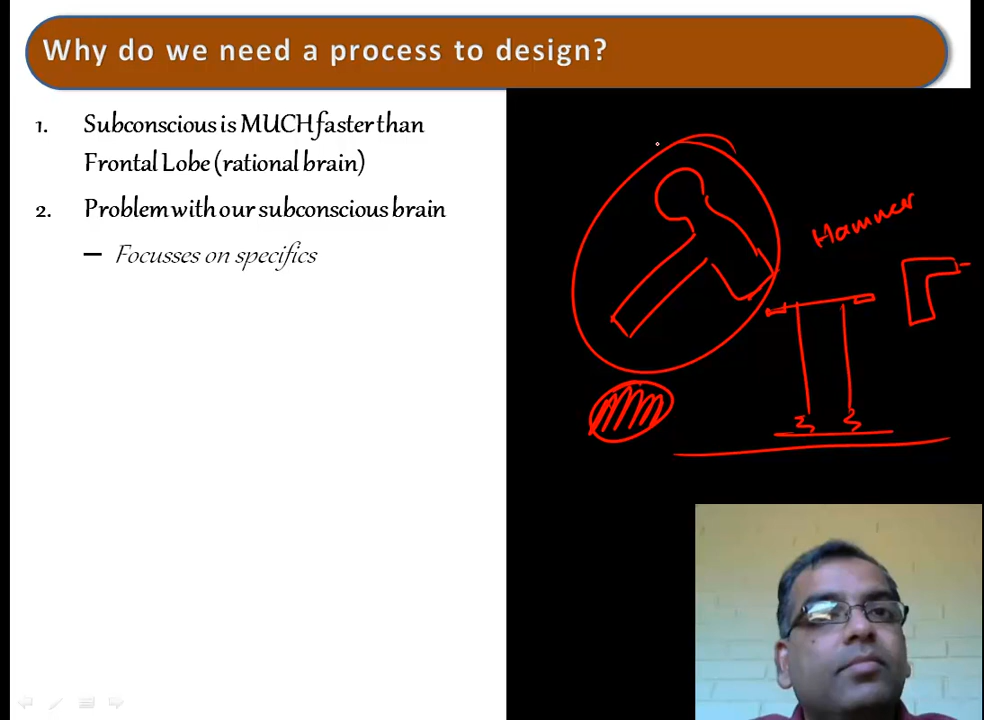 Why do we need a process to design?
1. Subconscious is MUCH faster than
Frontal Lobe (rational brain)
2. Problem with our subconscious brain
– Focusses on specifics
Hammer